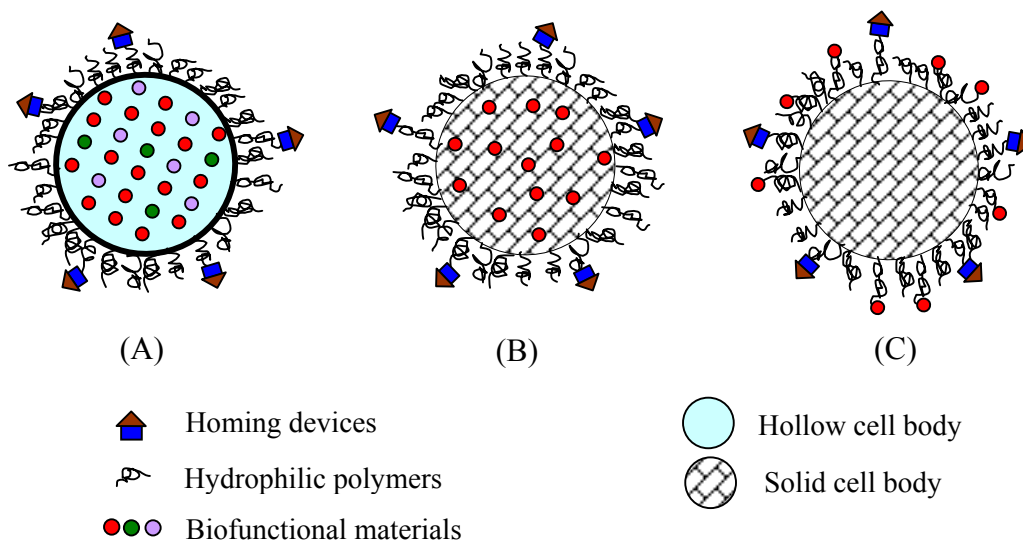 (A)
(B)
(C)
Homing devices
Hydrophilic polymers
Biofunctional materials
Hollow cell body
Solid cell body